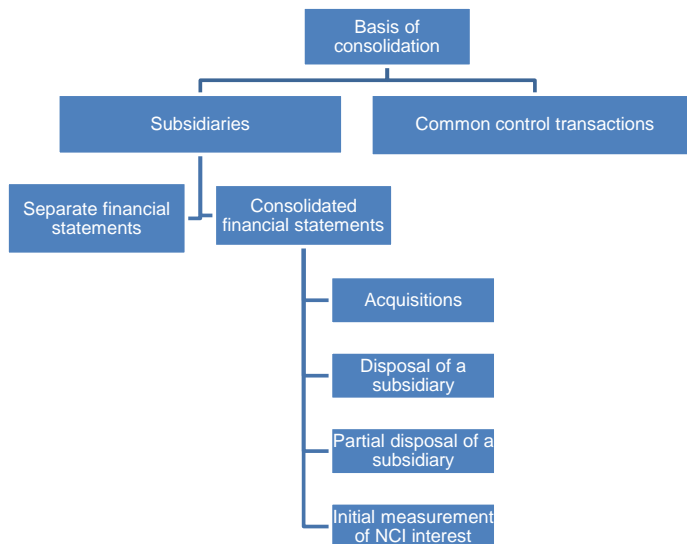 Basis of
consolidation
Subsidiaries
Common control transactions
Separate financial
statements
Consolidated
financial statements
Acquisitions
Disposal of a
subsidiary
Partial disposal of a
subsidiary
Initial measurement
of NCI interest